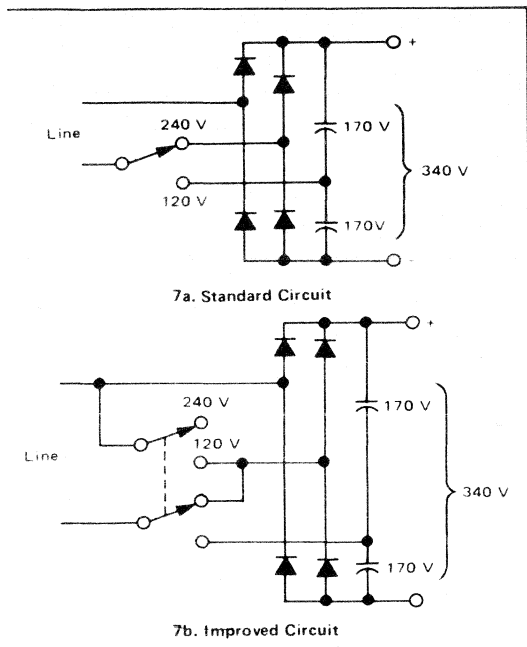 +
240 V
170 V
Line
340 V
120 V
170V
-
7a. Standard Circuit
+
240 V
170 V
120 V
Line
340 V
170 V
7b. Improved Circuit